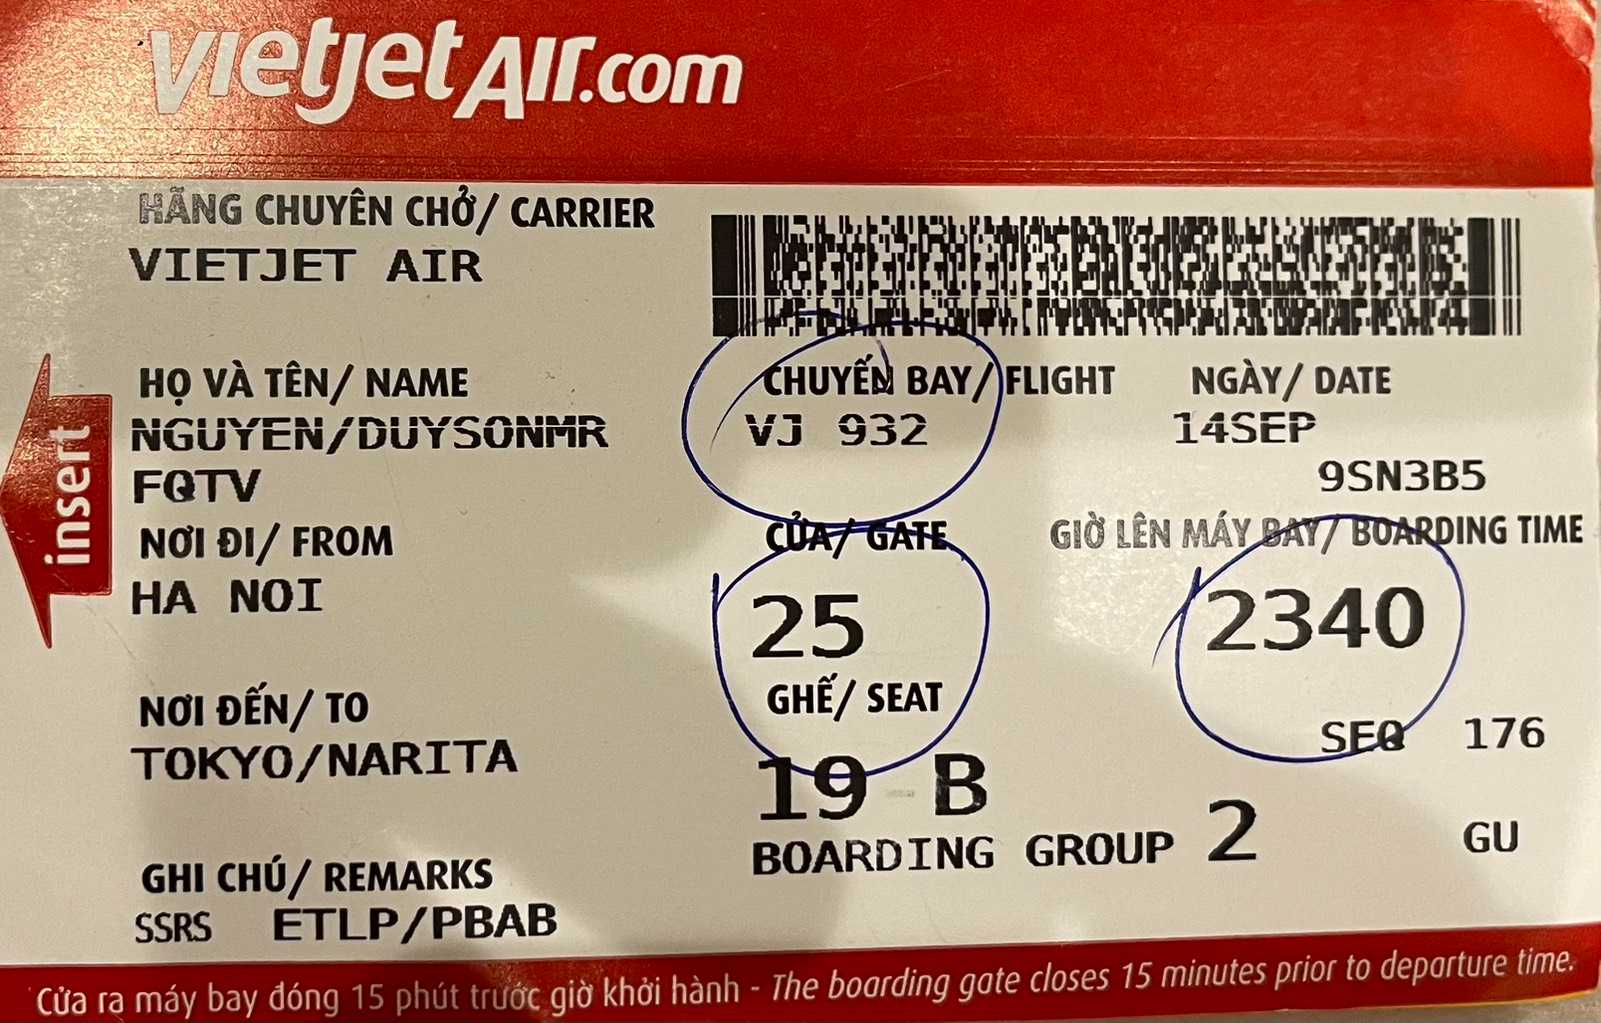 vietjetAir.com
HÃNG CHUYÊN CHỞ/ CARRIER
VIETJET AIR
HỌ VÀ TÊN/ NAME
NGUYEN/DUYSONMR
FQTV
CHUYẾN BAY/ FLIGHT
VJ 932
NGÀY/ DATE
14SEP
9SN3B5
insert
NƠI ĐI/ FROM
HA NOI
CỬA/ GATE
25
GIỜ LÊN MÁY BAY/ BOARDING TIME
2340
NƠI ĐẾN/ TO
TOKYO/NARITA
GHẾ/ SEAT
19 B
SEQ 176
BOARDING GROUP 2
GU
GHI CHÚ/ REMARKS
SSRS ETLP/PBAB
Cửa ra máy bay đóng 15 phút trước giờ khởi hành - The boarding gate closes 15 minutes prior to departure time.